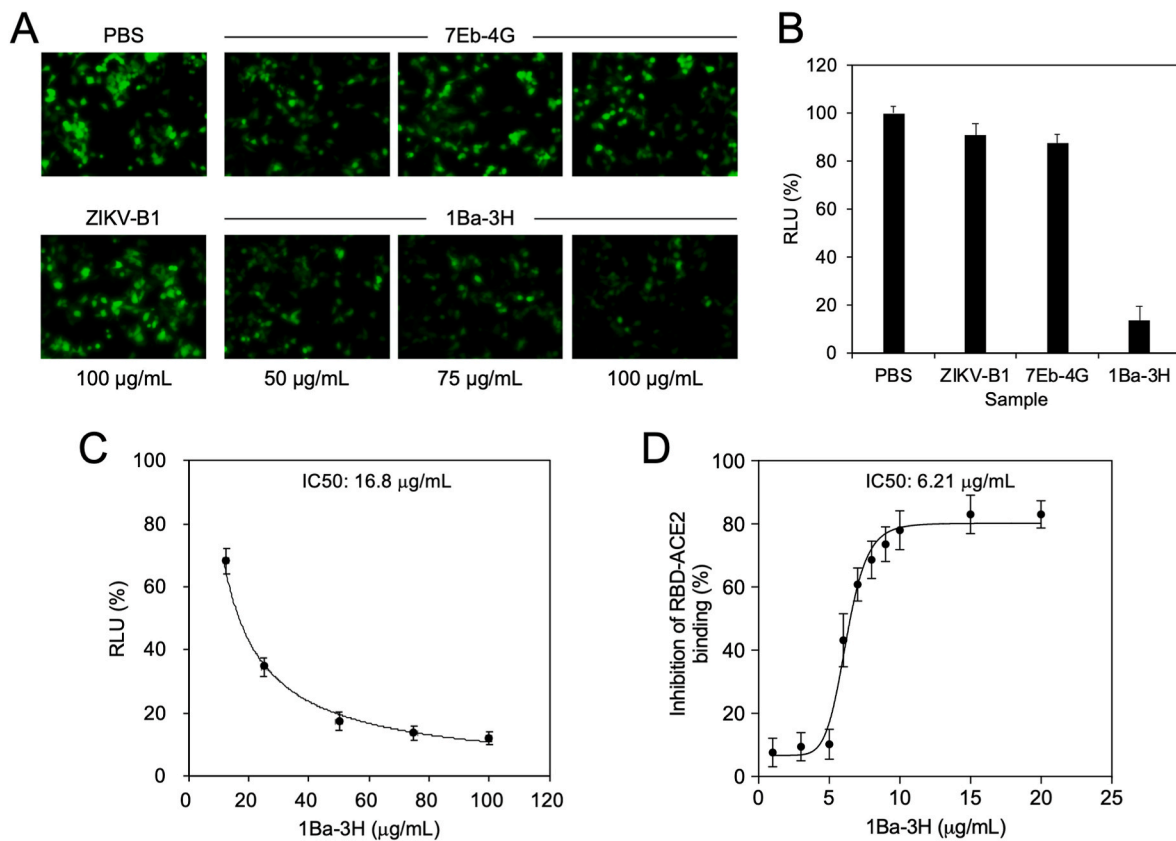 A
PBS
7Eb-4G
ZIKV-B1
1Ba-3H
100 µg/mL
50 µg/mL
75 µg/mL
100 µg/mL
B
120
100
80
60
40
20
0
RLU (%)
PBS
ZIKV-B1
7Eb-4G
1Ba-3H
Sample
C
IC50: 16.8 µg/mL
100
80
60
40
20
0
RLU (%)
0
20
40
60
80
100
120
1Ba-3H (µg/mL)
D
IC50: 6.21 µg/mL
100
80
60
40
20
0
Inhibition of RBD-ACE2
binding (%)
0
5
10
15
20
25
1Ba-3H (µg/mL)